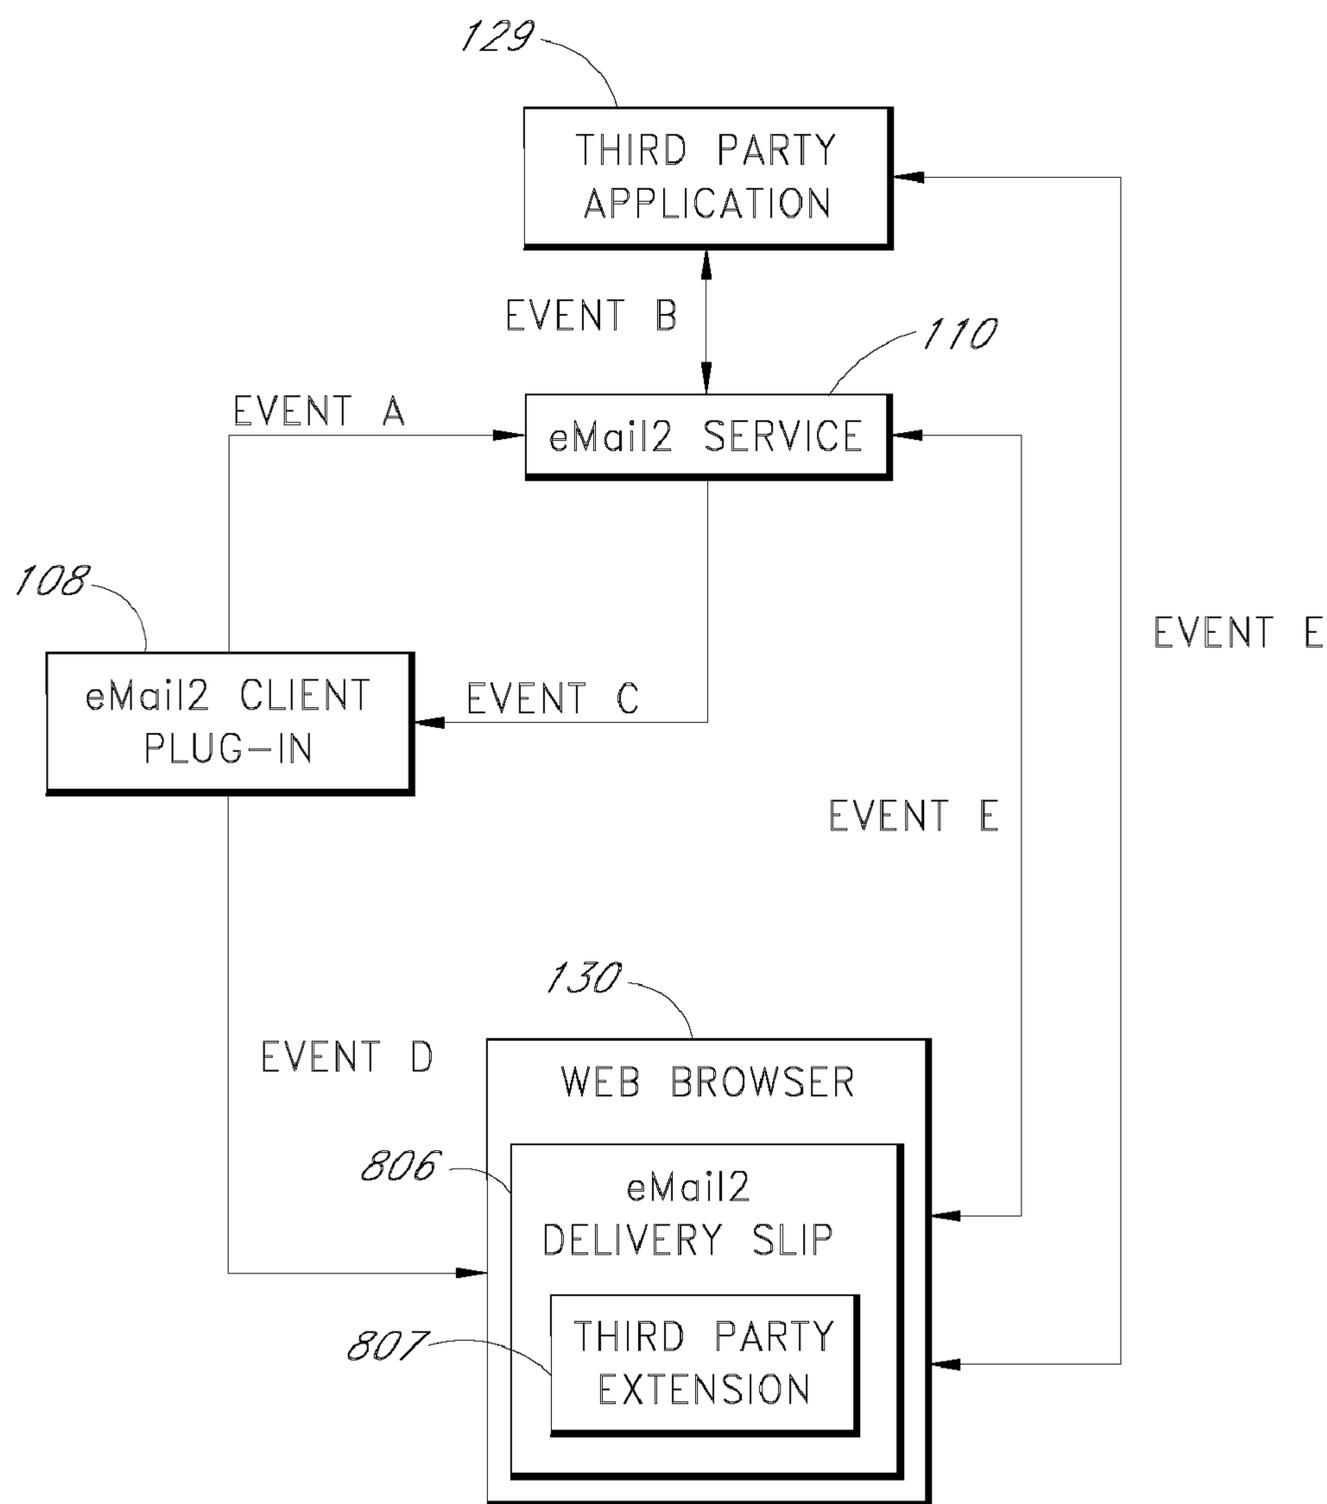 129
THIRD PARTY
APPLICATION
EVENT B
110
EVENT A
eMail2 SERVICE
108
EVENT E
eMail2 CLIENT
PLUG-IN
EVENT C
EVENT E
130
EVENT D
WEB BROWSER
806
eMail2
DELIVERY SLIP
807
THIRD PARTY
EXTENSION